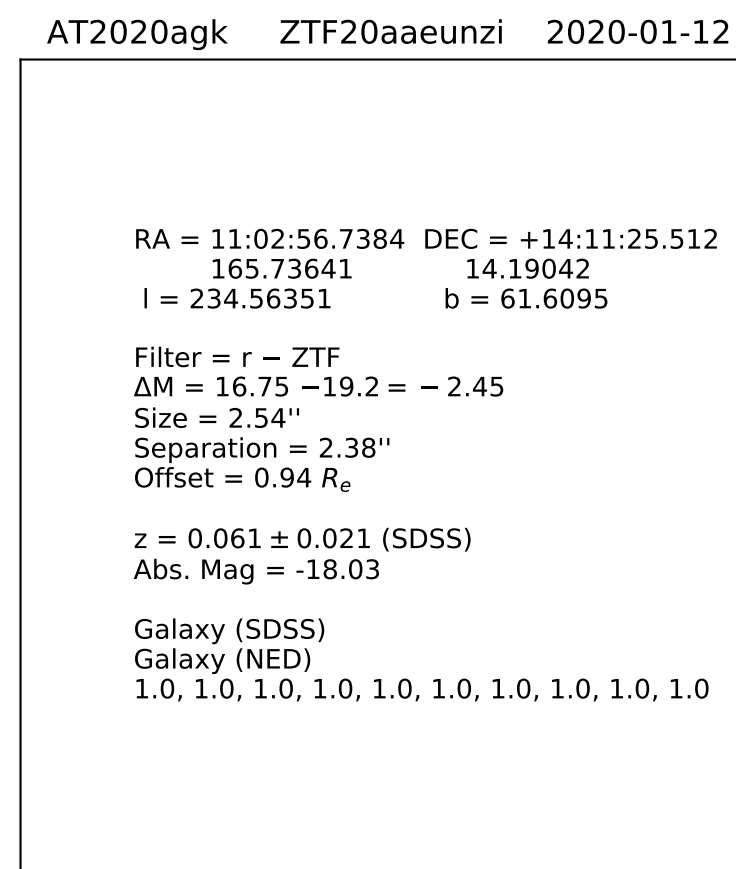 AT2020agk ZTF20aaeunzi 2020-01-12
RA = 11:02:56.7384 DEC = +14:11:25.512
165.73641 14.19042
l = 234.56351 b = 61.6095
Filter = r − ZTF
ΔM = 16.75 −19.2 = − 2.45
Size = 2.54''
Separation = 2.38''
Offset = 0.94 Rₑ
z = 0.061 ± 0.021 (SDSS)
Abs. Mag = -18.03
Galaxy (SDSS)
Galaxy (NED)
1.0, 1.0, 1.0, 1.0, 1.0, 1.0, 1.0, 1.0, 1.0, 1.0